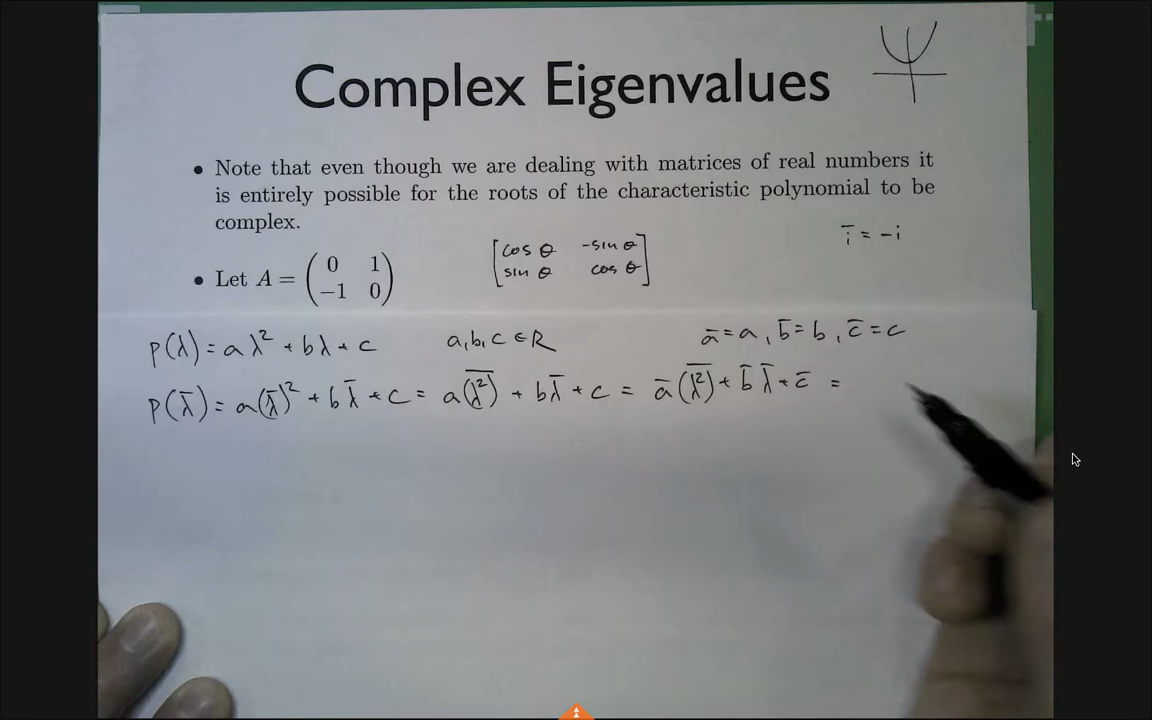 Complex Eigenvalues
• Note that even though we are dealing with matrices of real numbers it
is entirely possible for the roots of the characteristic polynomial to be
complex.
i̅ = -i
• Let A = ( 0 1
-1 0 )
[ cos θ -sin θ
sin θ cos θ ]
p(λ) = aλ² + bλ + c a,b,c ∈ R a̅ = a, b̅ = b, c̅ = c
p(λ̅) = a(λ̅)² + bλ̅ + c = a(\overline{λ²}) + bλ̅ + c = a̅(\overline{λ²}) + b̅λ̅ + c̅ =